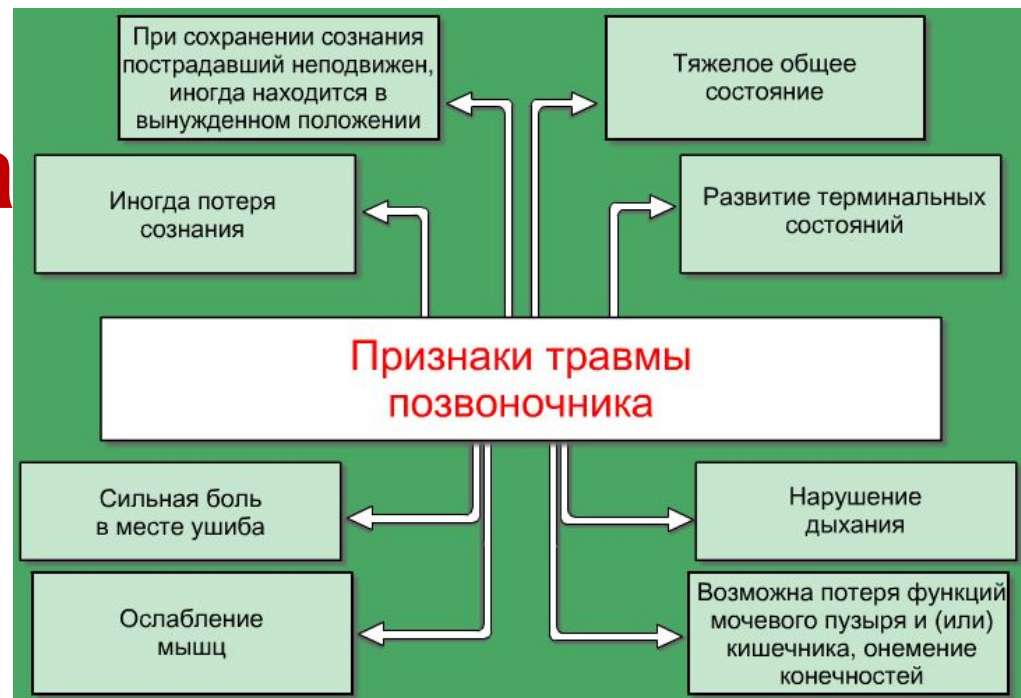 При сохранении сознания
пострадавший неподвижен,
иногда находится в
вынужденном положении
Тяжелое общее
состояние
а
Иногда потеря
сознания
Развитие терминальных
состояний
Признаки травмы
позвоночника
Сильная боль
в месте ушиба
Нарушение
дыхания
Ослабление
мышц
Возможна потеря функций
мочевого пузыря и (или)
кишечника, онемение
конечностей